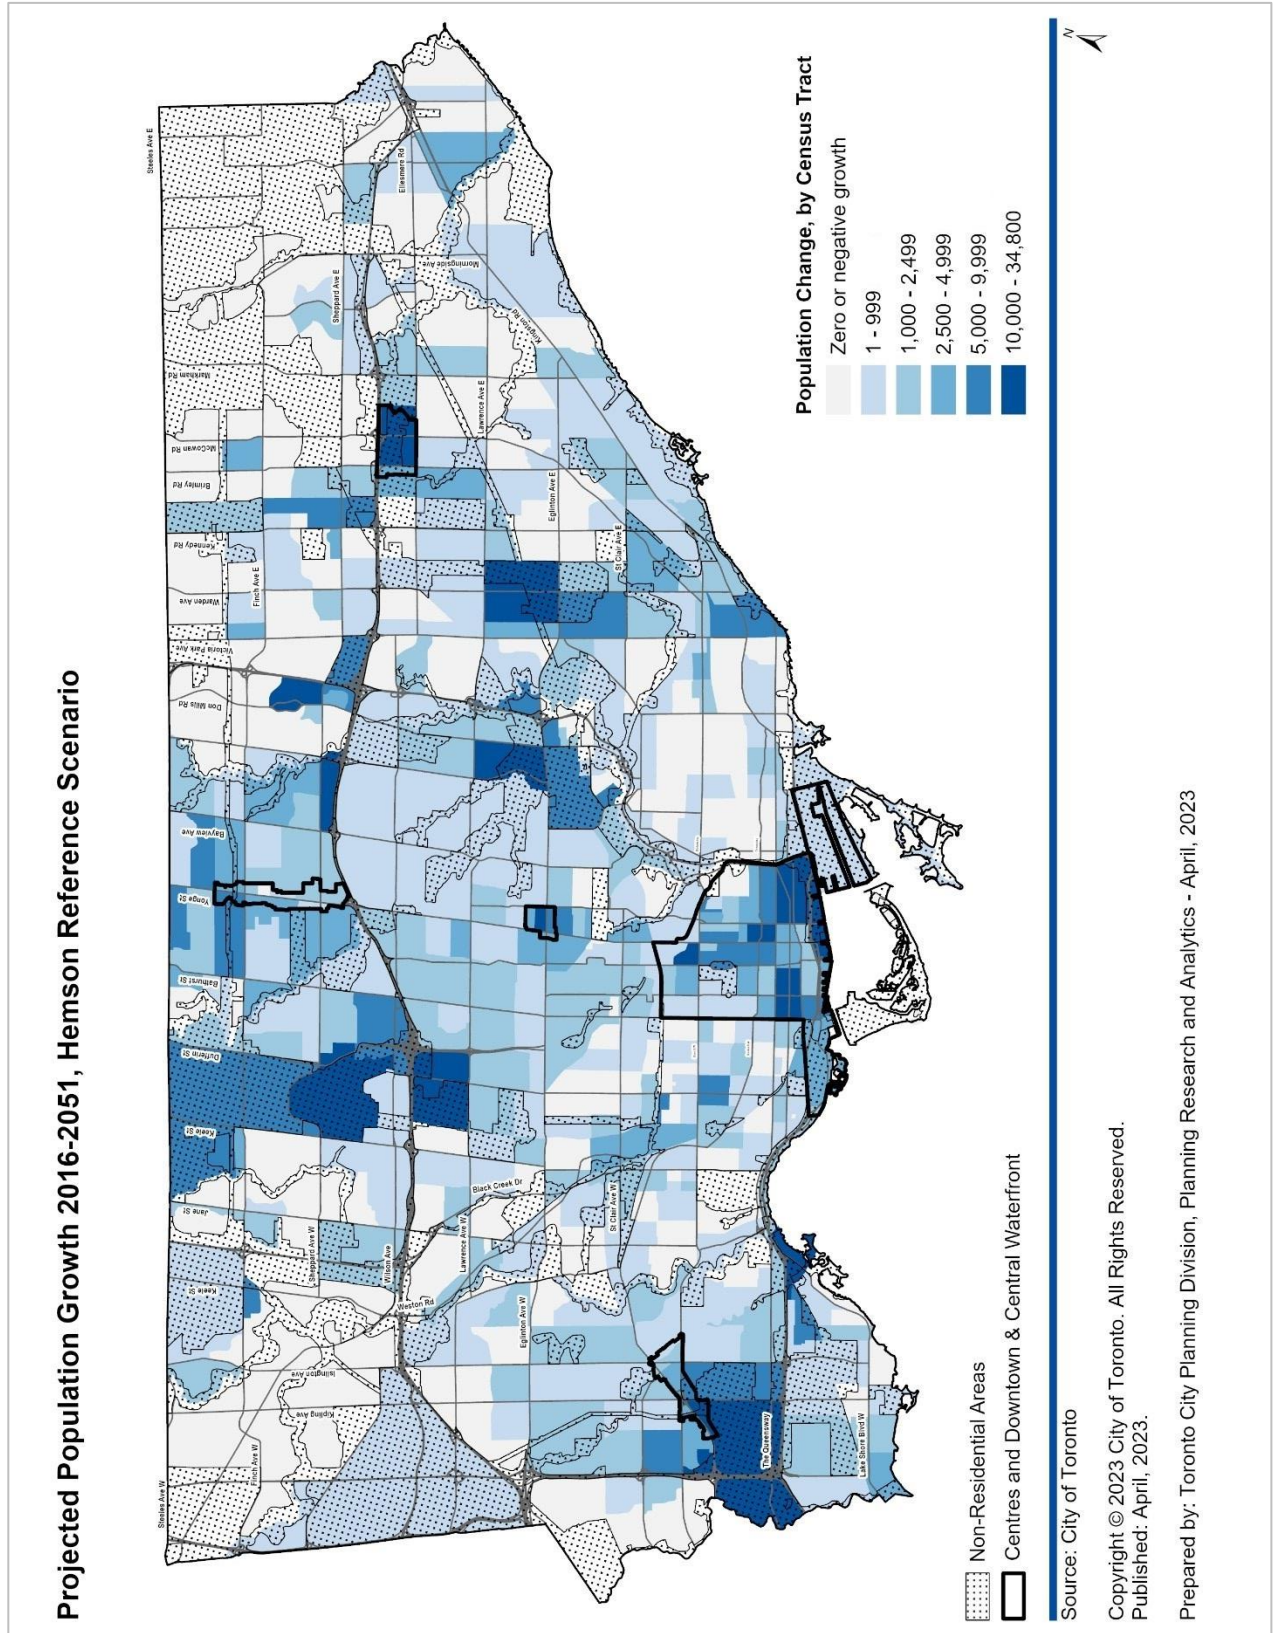 Projected Population Growth 2016-2051, Hemson Reference Scenario
Steeles Ave W
Steeles Ave E
Finch Ave W
Kipling Ave
Islington Ave
Keele St
Jane St
Keele St
Dufferin St
Bathurst St
Yonge St
Bayview Ave
Don Mills Rd
Victoria Park Ave
Warden Ave
Kennedy Rd
Brimley Rd
McCowan Rd
Markham Rd
Finch Ave E
Sheppard Ave W
Sheppard Ave E
Wilson Ave
Weston Rd
Ellesmere Rd
Morningside Ave.
Lawrence Ave W
Black Creek Dr
Lawrence Ave E
Kingston Rd
Eglinton Ave W
Eglinton Ave E
St Clair Ave W
St Clair Ave E
The Queensway
Lake Shore Blvd W
Population Change, by Census Tract
Zero or negative growth
1 - 999
1,000 - 2,499
2,500 - 4,999
5,000 - 9,999
10,000 - 34,800
Non-Residential Areas
Centres and Downtown & Central Waterfront
N
Source: City of Toronto
Copyright © 2023 City of Toronto. All Rights Reserved.
Published: April, 2023.
Prepared by: Toronto City Planning Division, Planning Research and Analytics - April, 2023